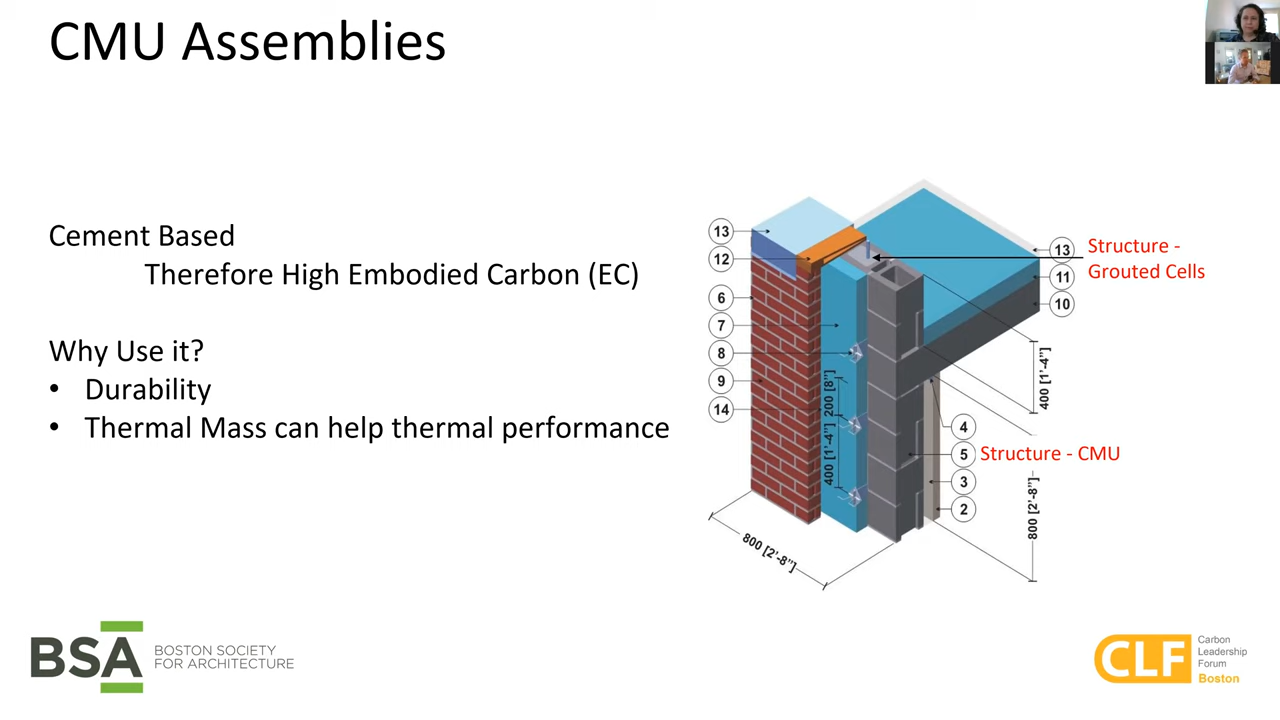 CMU Assemblies
Cement Based
Therefore High Embodied Carbon (EC)
Why Use it?
• Durability
• Thermal Mass can help thermal performance
13
12
6
7
8
9
14
200 [8"]
400 [1'-4"]
800 [2'-8"]
13
11
10
Structure -
Grouted Cells
400 [1'-4"]
4
5
Structure - CMU
3
2
800 [2'-8"]
BSA
BOSTON SOCIETY
FOR ARCHITECTURE
CLF
Carbon
Leadership
Forum
Boston